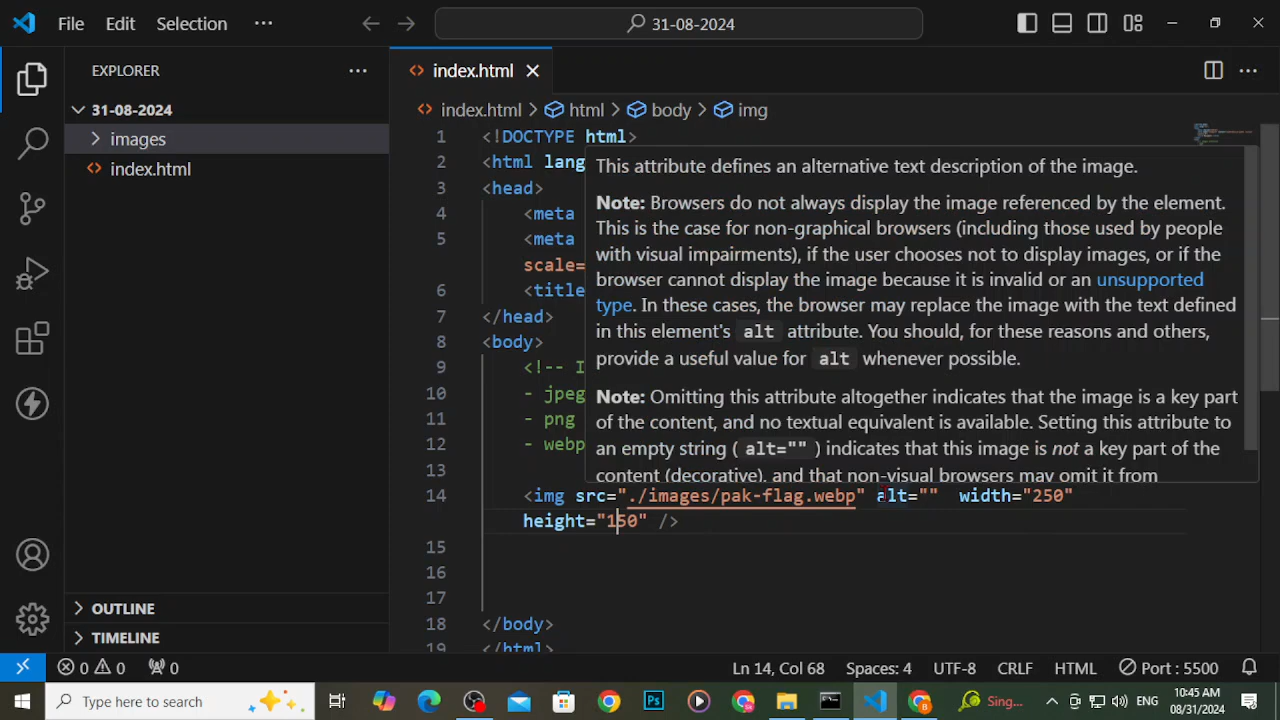 File Edit Selection ···
31-08-2024
EXPLORER
31-08-2024
images
index.html
OUTLINE
TIMELINE
index.html
index.html > html > body > img
1 <!DOCTYPE html>
2 <html lang
3 <head>
4 <meta
5 <meta
scale=
6 <title
7 </head>
8 <body>
9 <!-- I
10 - jpeg
11 - png
12 - webp
13
14 <img src="./images/pak-flag.webp" alt="" width="250"
height="150" />
15
16
17
18 </body>
19 </html>
This attribute defines an alternative text description of the image.
Note: Browsers do not always display the image referenced by the element.
This is the case for non-graphical browsers (including those used by people
with visual impairments), if the user chooses not to display images, or if the
browser cannot display the image because it is invalid or an unsupported
type. In these cases, the browser may replace the image with the text defined
in this element's alt attribute. You should, for these reasons and others,
provide a useful value for alt whenever possible.
Note: Omitting this attribute altogether indicates that the image is a key part
of the content, and no textual equivalent is available. Setting this attribute to
an empty string (alt="") indicates that this image is not a key part of the
content (decorative), and that non-visual browsers may omit it from
0 0 0
Ln 14, Col 68 Spaces: 4 UTF-8 CRLF HTML Port : 5500
Type here to search
Ps
Sing...
ENG
10:45 AM
08/31/2024